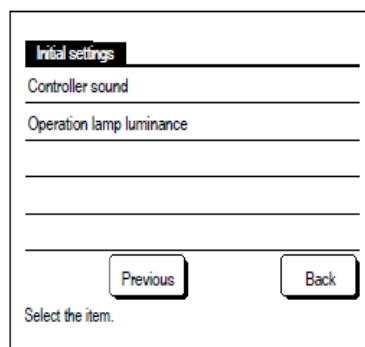 Initial settings
Controller sound
Operation lamp luminance
Previous Back
Select the item.